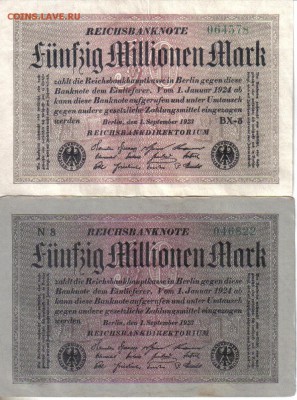 COINS.LAVE.RU
REICHSBANKNOTE
064578
Fünfzig Millionen Mark
zahlt die Reichsbankhauptkasse in Berlin gegen diese
Banknote dem Einlieferer. Vom 1. Januar 1924 ab
kann diese Banknote aufgerufen und unter Umtausch
gegen andere gesetzliche Zahlungsmittel eingezogen
werden
BX-8
Berlin, den 1. September 1923
REICHSBANKDIREKTORIUM
REICHSBANKNOTE
N 8
046822
Fünfzig Millionen Mark
zahlt die Reichsbankhauptkasse in Berlin gegen diese
Banknote dem Einlieferer. Vom 1. Januar 1924 ab
kann diese Banknote aufgerufen und unter Umtausch
gegen andere gesetzliche Zahlungsmittel eingezogen
werden
Berlin, den 1. September 1923
REICHSBANKDIREKTORIUM